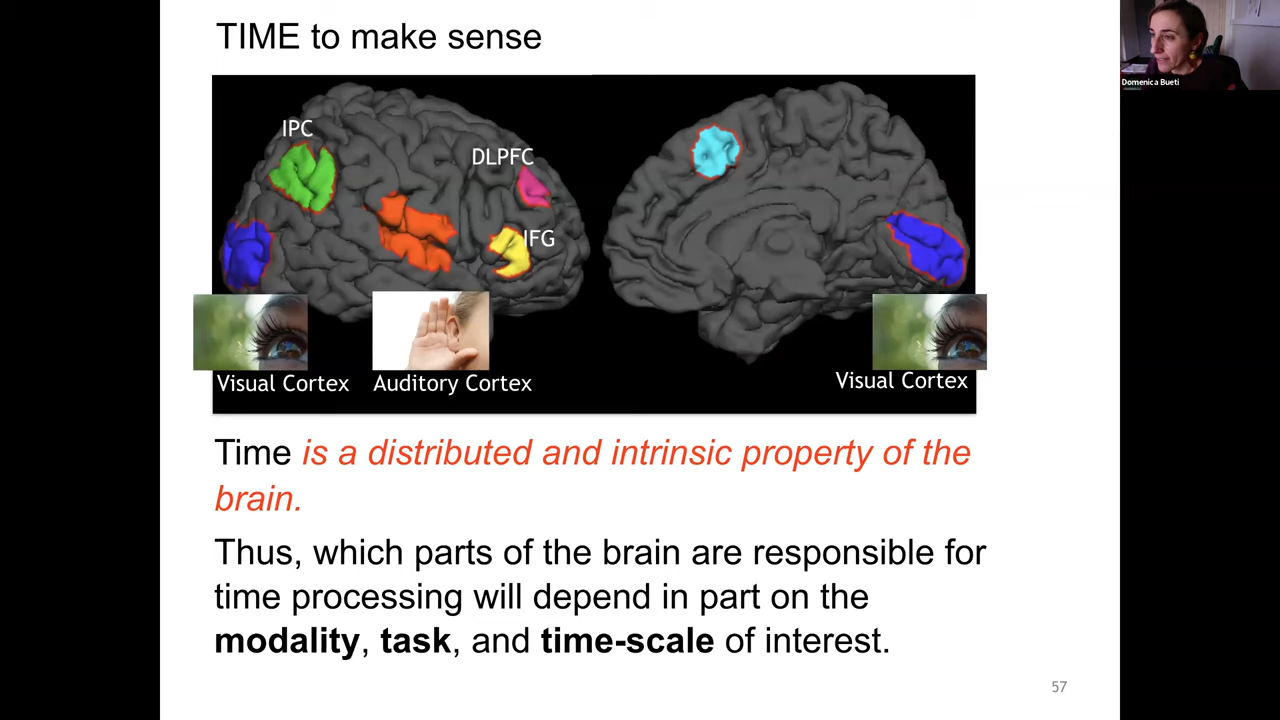 TIME to make sense
Domenica Bueti
IPC
DLPFC
IFG
Visual Cortex
Auditory Cortex
Visual Cortex
Time is a distributed and intrinsic property of the
brain.
Thus, which parts of the brain are responsible for
time processing will depend in part on the
modality, task, and time-scale of interest.
57